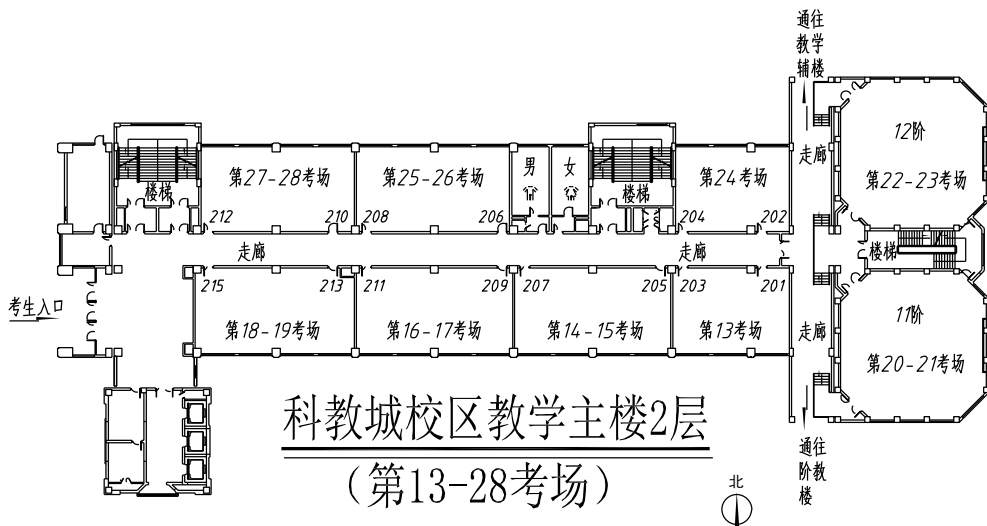 通往教学辅楼
12阶
走廊
第22-23考场
男
女
第27-28考场
第25-26考场
第24考场
楼梯
楼梯
212
210
208
206
204
202
走廊
走廊
楼梯
考生入口
215
213
211
209
207
205
203
201
11阶
第18-19考场
第16-17考场
第14-15考场
第13考场
走廊
第20-21考场
科教城校区教学主楼2层
(第13-28考场)
通往阶教楼
北